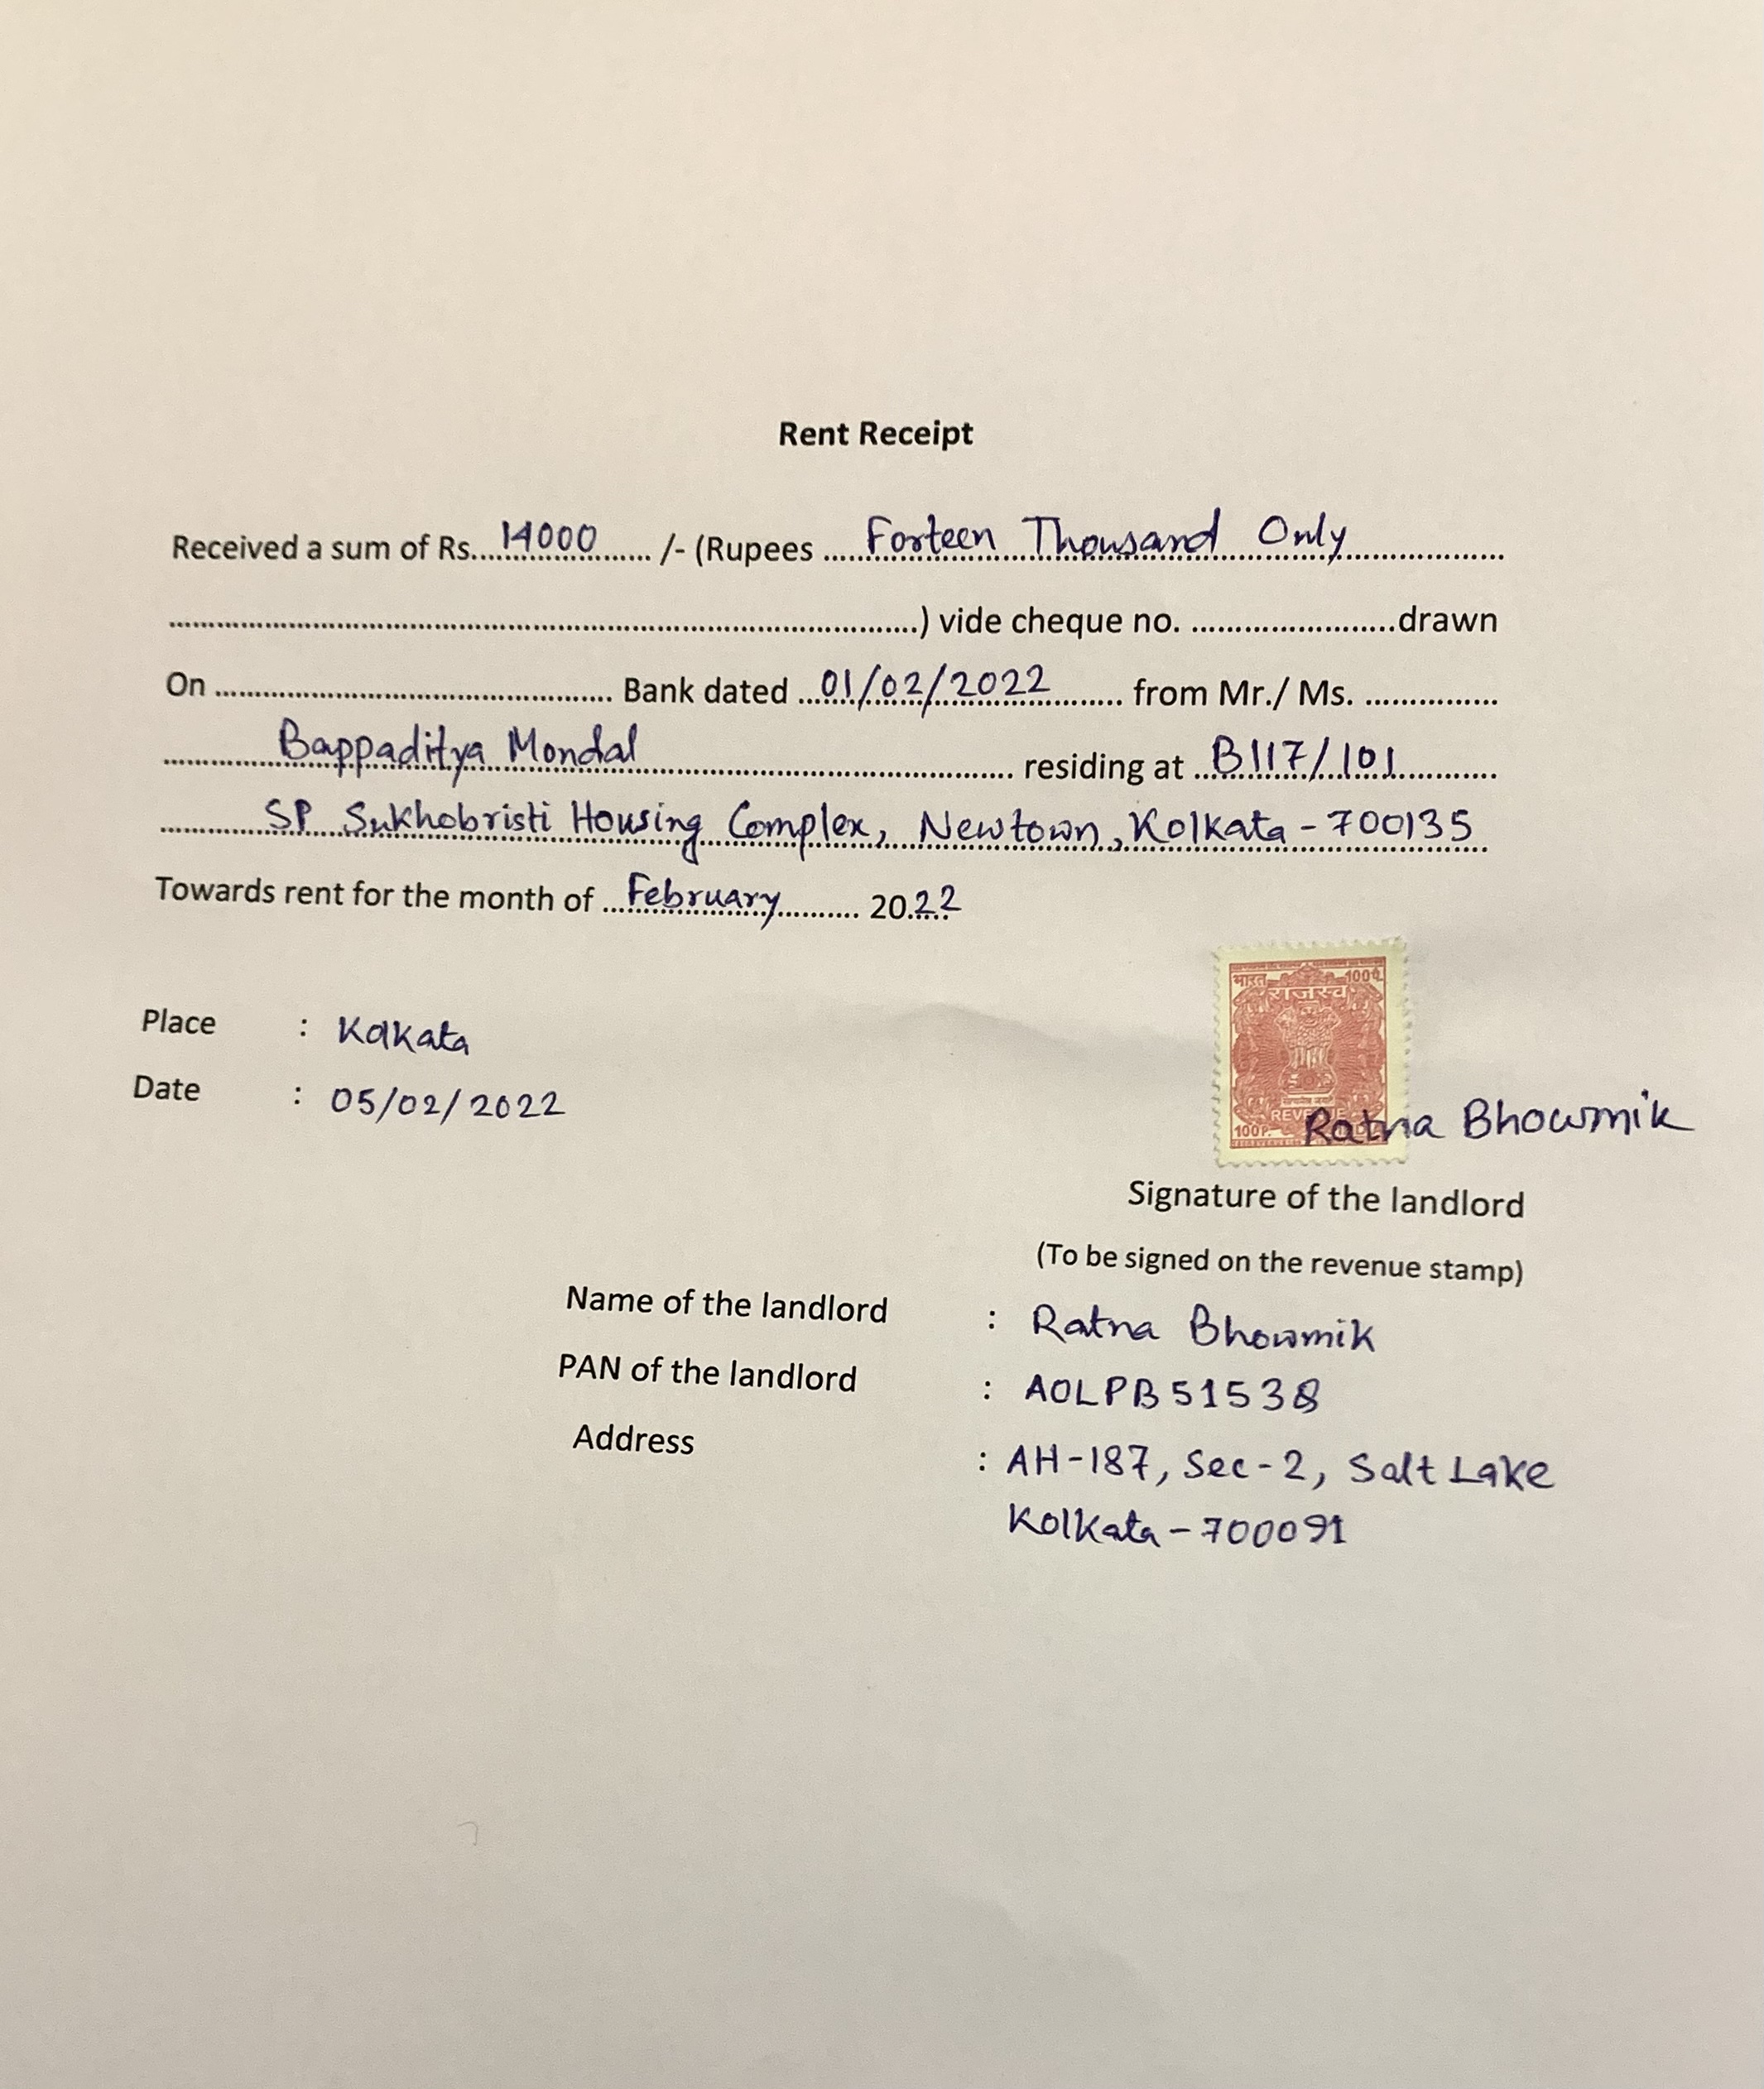 Rent Receipt
Received a sum of Rs....14000....... /- (Rupees ..... Forteen Thousand Only ....................
........................................................................................) vide cheque no. ........................drawn
On ............................................... Bank dated ...01/02/2022......... from Mr./ Ms. ................
............... Bappaditya Mondal ............................................. residing at ...B117/101............
............ SP Sukhobristi Housing Complex, Newtown, Kolkata - 700135
Towards rent for the month of ...February.......... 20.22
भारत 100P.
राजस्व
Place : Kolkata
Date : 05/02/2022
REVENUE
100P.
Ratna Bhowmik
Signature of the landlord
(To be signed on the revenue stamp)
Name of the landlord : Ratna Bhowmik
PAN of the landlord : AOLPB5153Q
Address : AH-187, Sec-2, Salt Lake
Kolkata - 700091